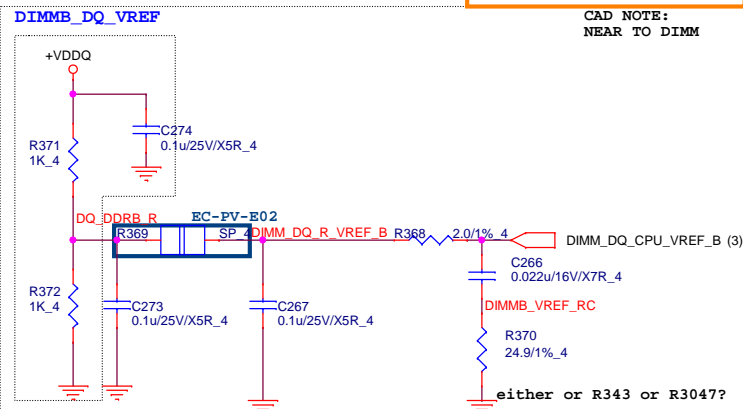 DIMMB_DQ_VREF
CAD NOTE:
NEAR TO DIMM
+VDDQ
C274
0.1u/25V/X5R_4
R371
1K_4
DQ_DDRB_R
EC-PV-E02
R369
SP_4
DIMM_DQ_R_VREF_B
R368
2.0/1%_4
DIMM_DQ_CPU_VREF_B (3)
C266
0.022u/16V/X7R_4
R372
1K_4
C273
0.1u/25V/X5R_4
C267
0.1u/25V/X5R_4
DIMMB_VREF_RC
R370
24.9/1%_4
either or R343 or R3047?